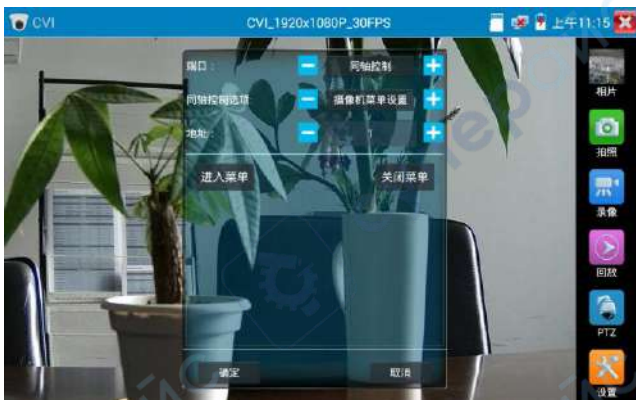 CVI
CVI_1920x1080P_30FPS
上午11:15
端口：
同轴控制
同轴控制选项
摄像机菜单设置
地址：
1
进入菜单
关闭菜单
确定
取消
相片
拍照
录像
回放
PTZ
设置